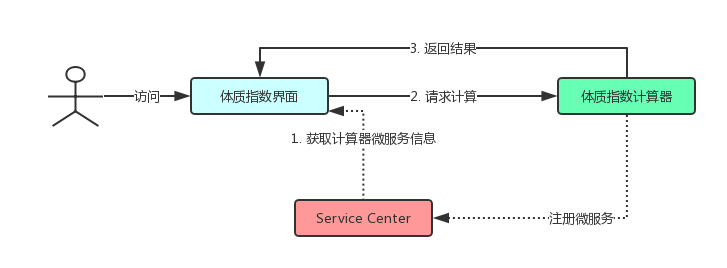 3. 返回结果
访问
体质指数界面
2. 请求计算
体质指数计算器
1. 获取计算器微服务信息
Service Center
注册微服务